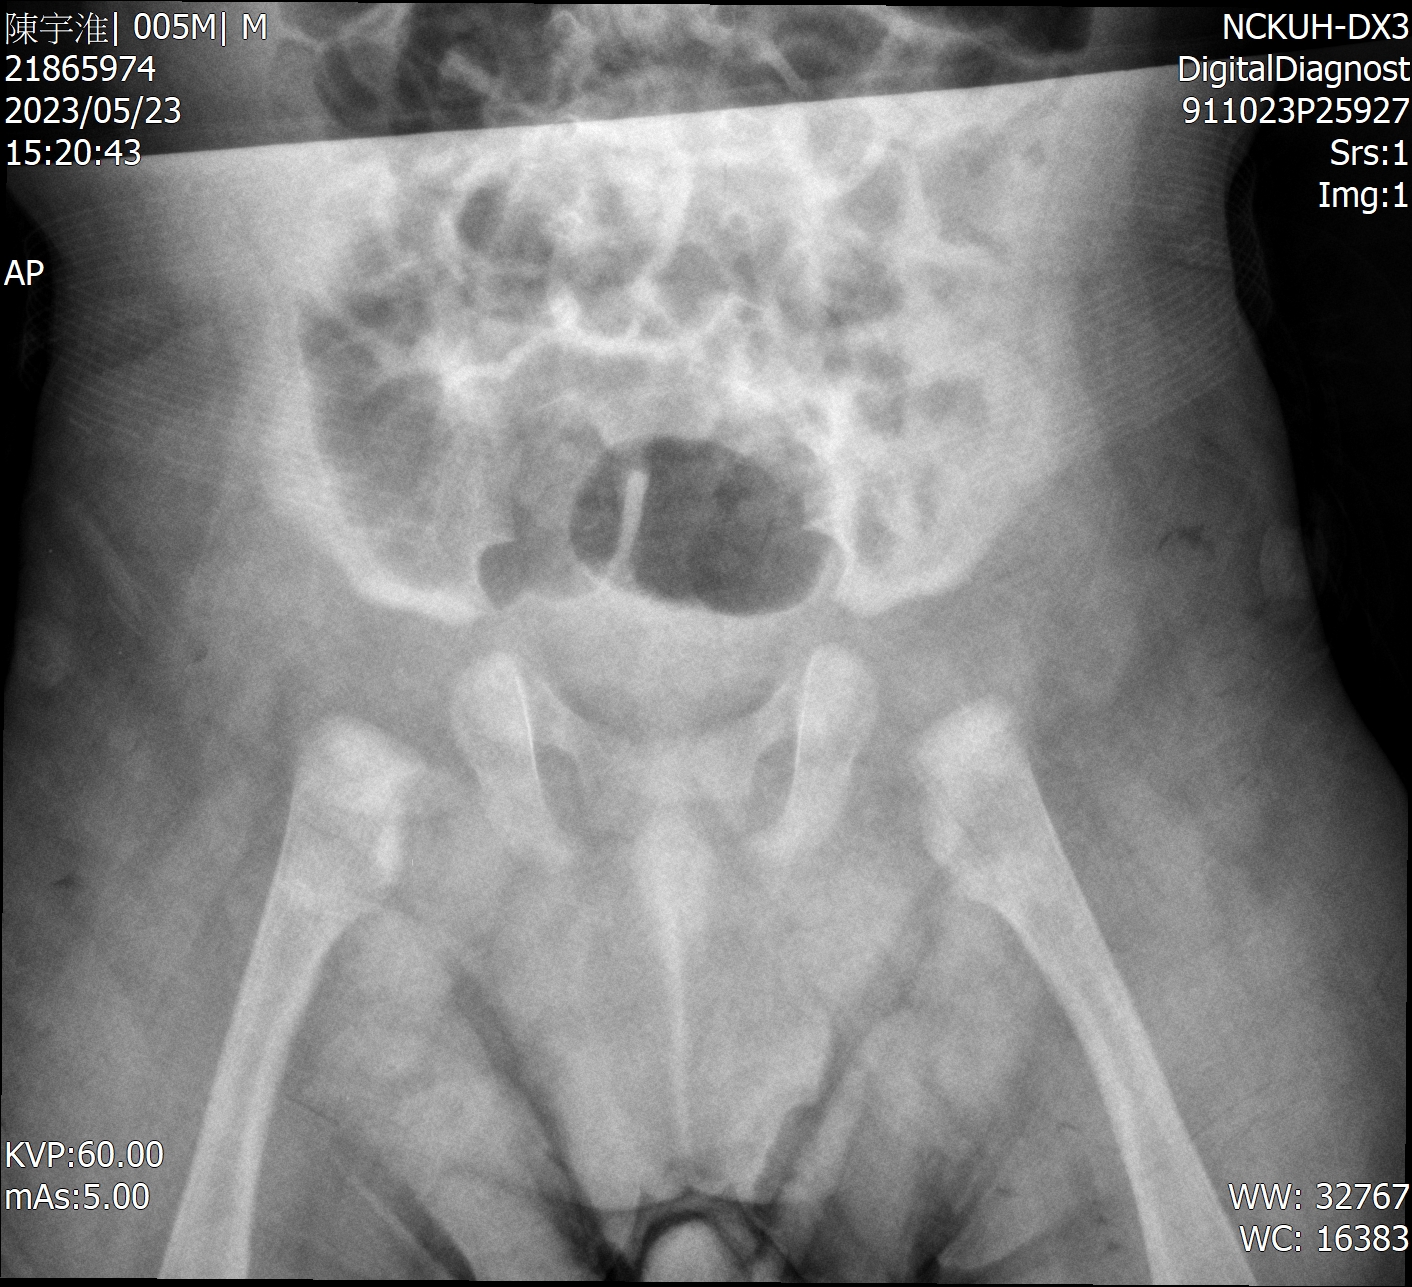 陳宇淮| 005M| M
21865974
2023/05/23
15:20:43
AP
NCKUH-DX3
DigitalDiagnost
911023P25927
Srs:1
Img:1
KVP:60.00
mAs:5.00
WW: 32767
WC: 16383